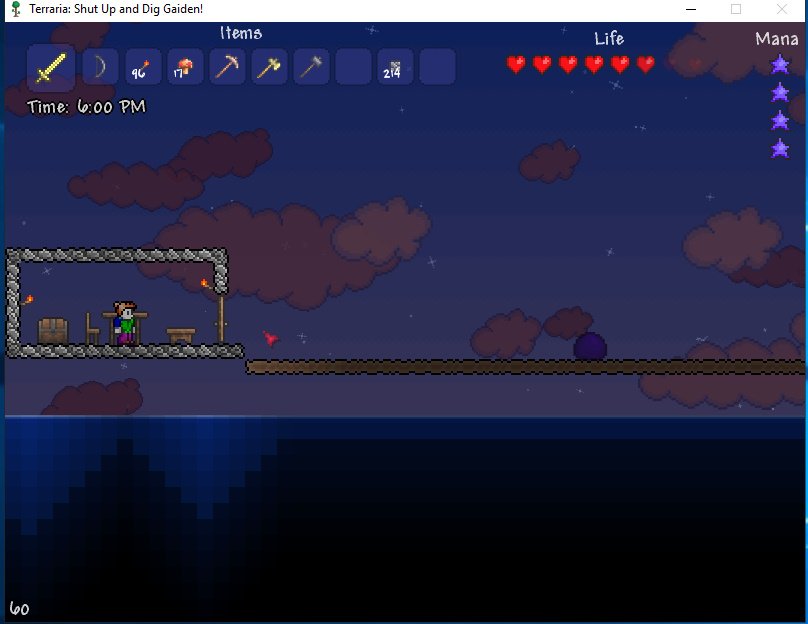 Terraria: Shut Up and Dig Gaiden!
Items
Life
Mana
96
17
214
Time: 6:00 PM
60